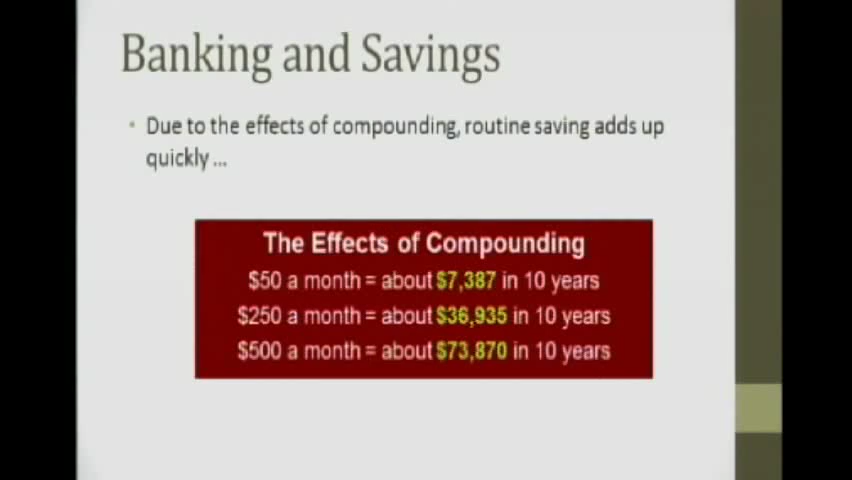 Banking and Savings
• Due to the effects of compounding, routine saving adds up
quickly ...
The Effects of Compounding
$50 a month = about $7,387 in 10 years
$250 a month = about $36,935 in 10 years
$500 a month = about $73,870 in 10 years